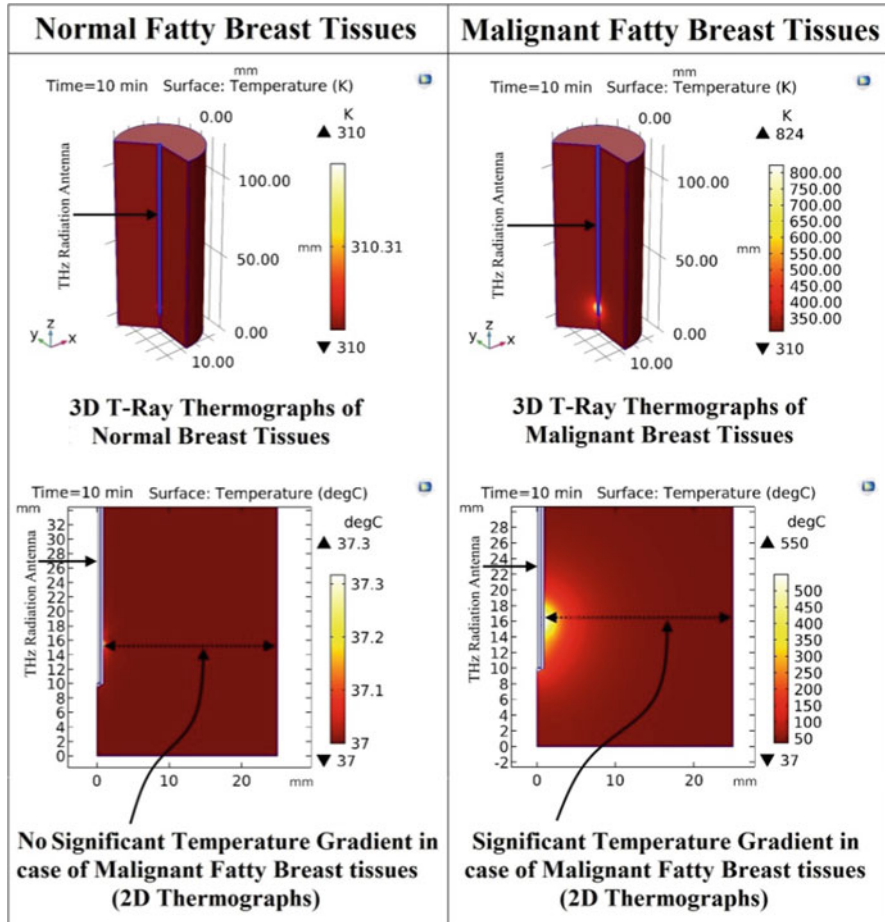 Normal Fatty Breast Tissues
Malignant Fatty Breast Tissues
mm
Time=10 min Surface: Temperature (K)
0.00
K
310
100.00
50.00
mm
310.31
0.00
10.00
310
z
y
x
THz Radiation Antenna
3D T-Ray Thermographs of
Normal Breast Tissues
mm
Time=10 min Surface: Temperature (K)
0.00
K
824
100.00
50.00
mm
800.00
750.00
700.00
650.00
600.00
550.00
500.00
450.00
400.00
350.00
0.00
10.00
310
z
y
x
THz Radiation Antenna
3D T-Ray Thermographs of
Malignant Breast Tissues
Time=10 min Surface: Temperature (degC)
mm
32
30
28
26
24
22
20
18
16
14
12
10
8
6
4
2
0
0
10
20
mm
degC
37.3
37.3
37.2
37.1
37
37
THz Radiation Antenna
No Significant Temperature Gradient in
case of Malignant Fatty Breast tissues
(2D Thermographs)
Time=10 min Surface: Temperature (degC)
mm
28
26
24
22
20
18
16
14
12
10
8
6
4
2
0
-2
0
10
20
mm
degC
550
500
450
400
350
300
250
200
150
100
50
37
THz Radiation Antenna
Significant Temperature Gradient in
case of Malignant Fatty Breast tissues
(2D Thermographs)